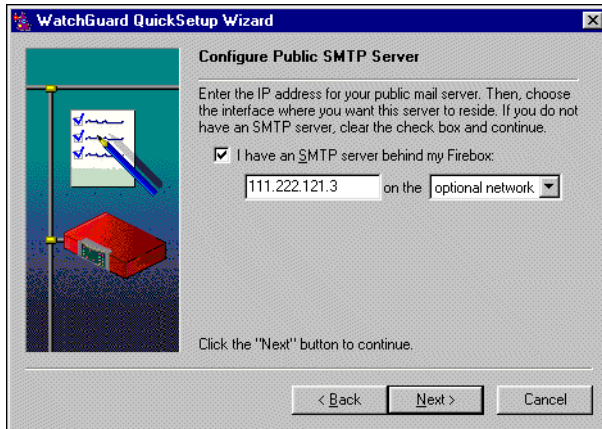 WatchGuard QuickSetup Wizard
Configure Public SMTP Server
Enter the IP address for your public mail server. Then, choose
the interface where you want this server to reside. If you do not
have an SMTP server, clear the check box and continue.
I have an SMTP server behind my Firebox:
111.222.121.3 on the optional network
Click the "Next" button to continue.
< Back Next > Cancel